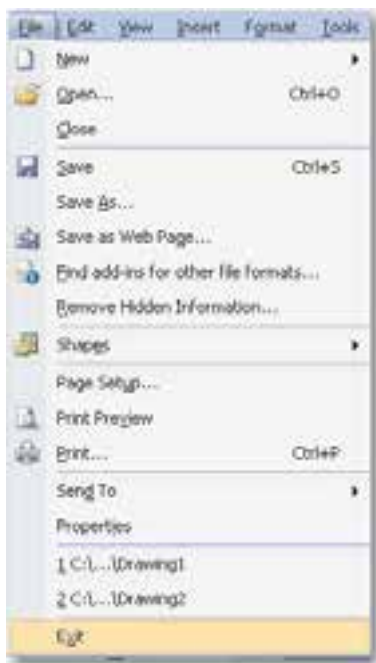 File Edit View Insert Format Tools
New
Open... Ctrl+O
Close
Save Ctrl+S
Save As...
Save as Web Page...
Find add-ins for other file formats...
Remove Hidden Information...
Shapes
Page Setup...
Print Preview
Print... Ctrl+P
Send To
Properties
1 C:\...\Drawing1
2 C:\...\Drawing2
Exit